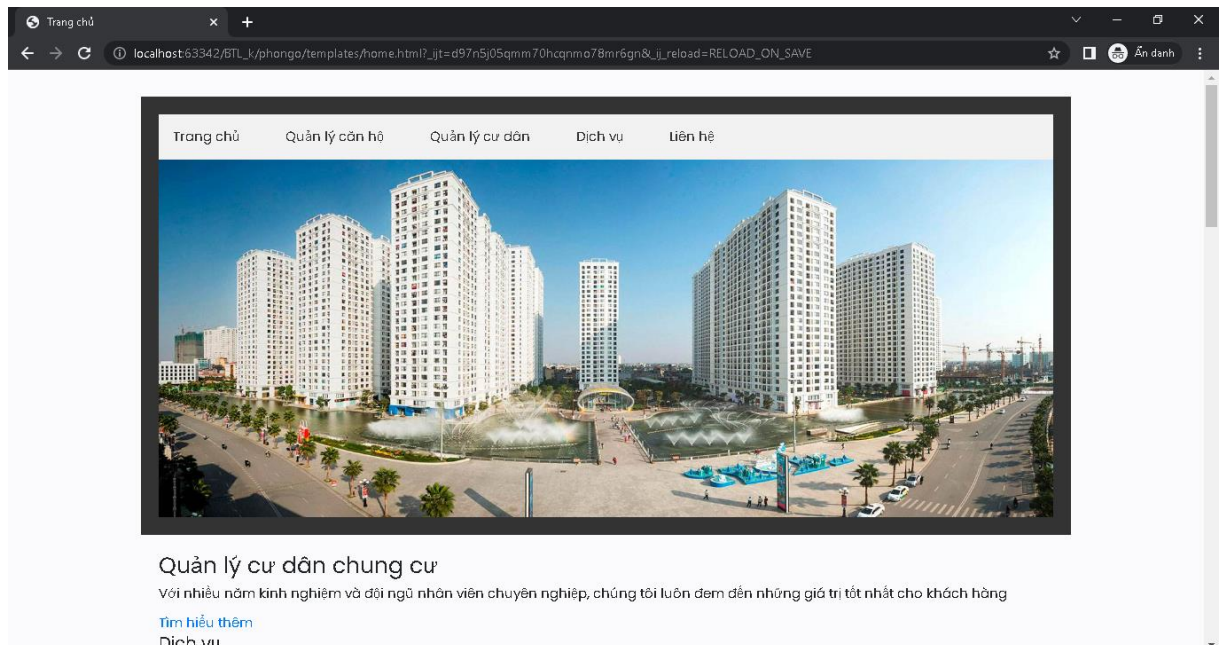 Trang chủ
localhost:63342/BTL_k/phongo/templates/home.html?_ijt=d97n5j05qmm70hcqnmo78mr6gn&_ij_reload=RELOAD_ON_SAVE
Ẩn danh
Trang chủ Quản lý căn hộ Quản lý cư dân Dịch vụ Liên hệ
Quản lý cư dân chung cư
Với nhiều năm kinh nghiệm và đội ngũ nhân viên chuyên nghiệp, chúng tôi luôn đem đến những giá trị tốt nhất cho khách hàng
Tìm hiểu thêm
Dịch vụ